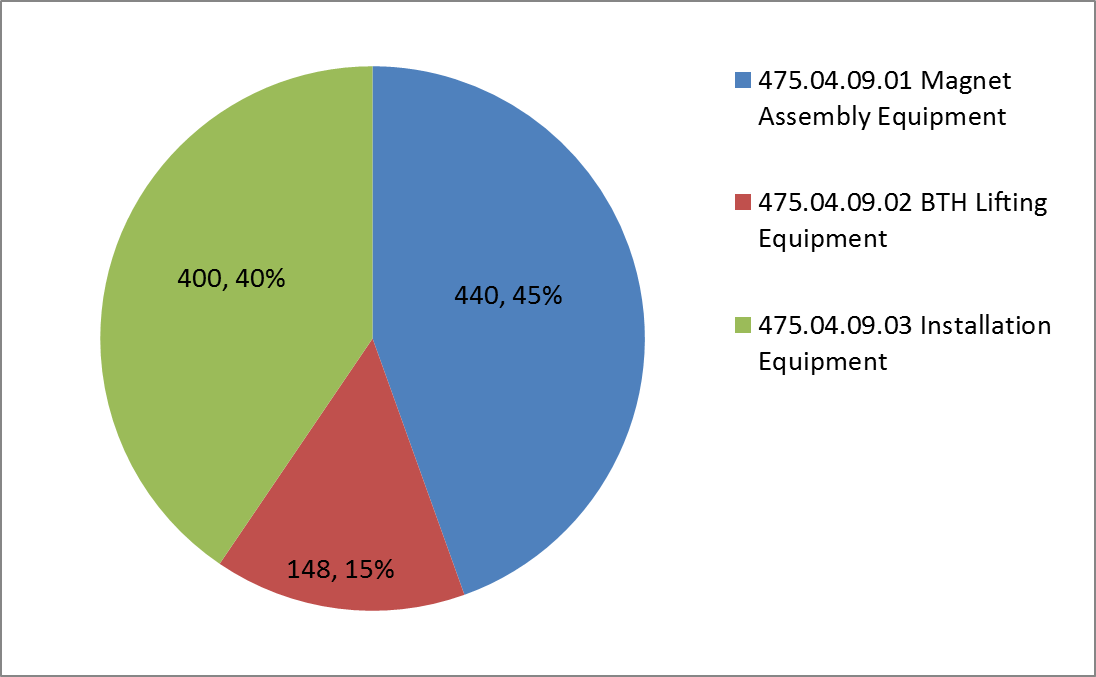 475.04.09.01 Magnet
Assembly Equipment
475.04.09.02 BTH Lifting
Equipment
475.04.09.03 Installation
Equipment
400, 40%
440, 45%
148, 15%